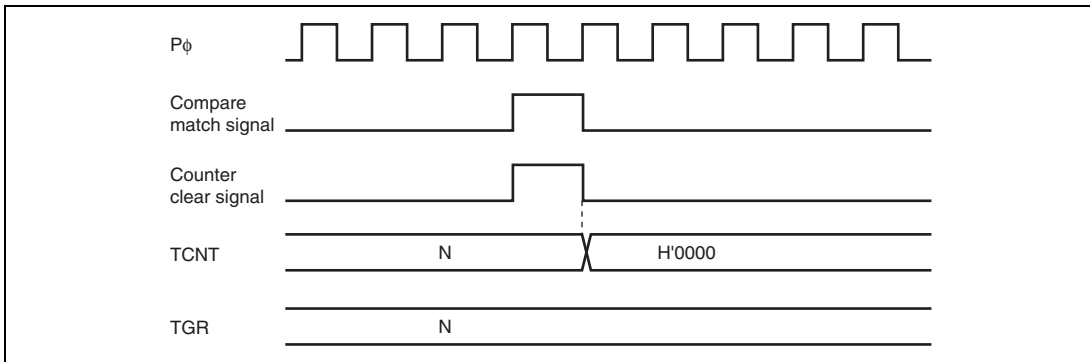 Pϕ
Compare
match signal
Counter
clear signal
TCNT
N
H'0000
TGR
N